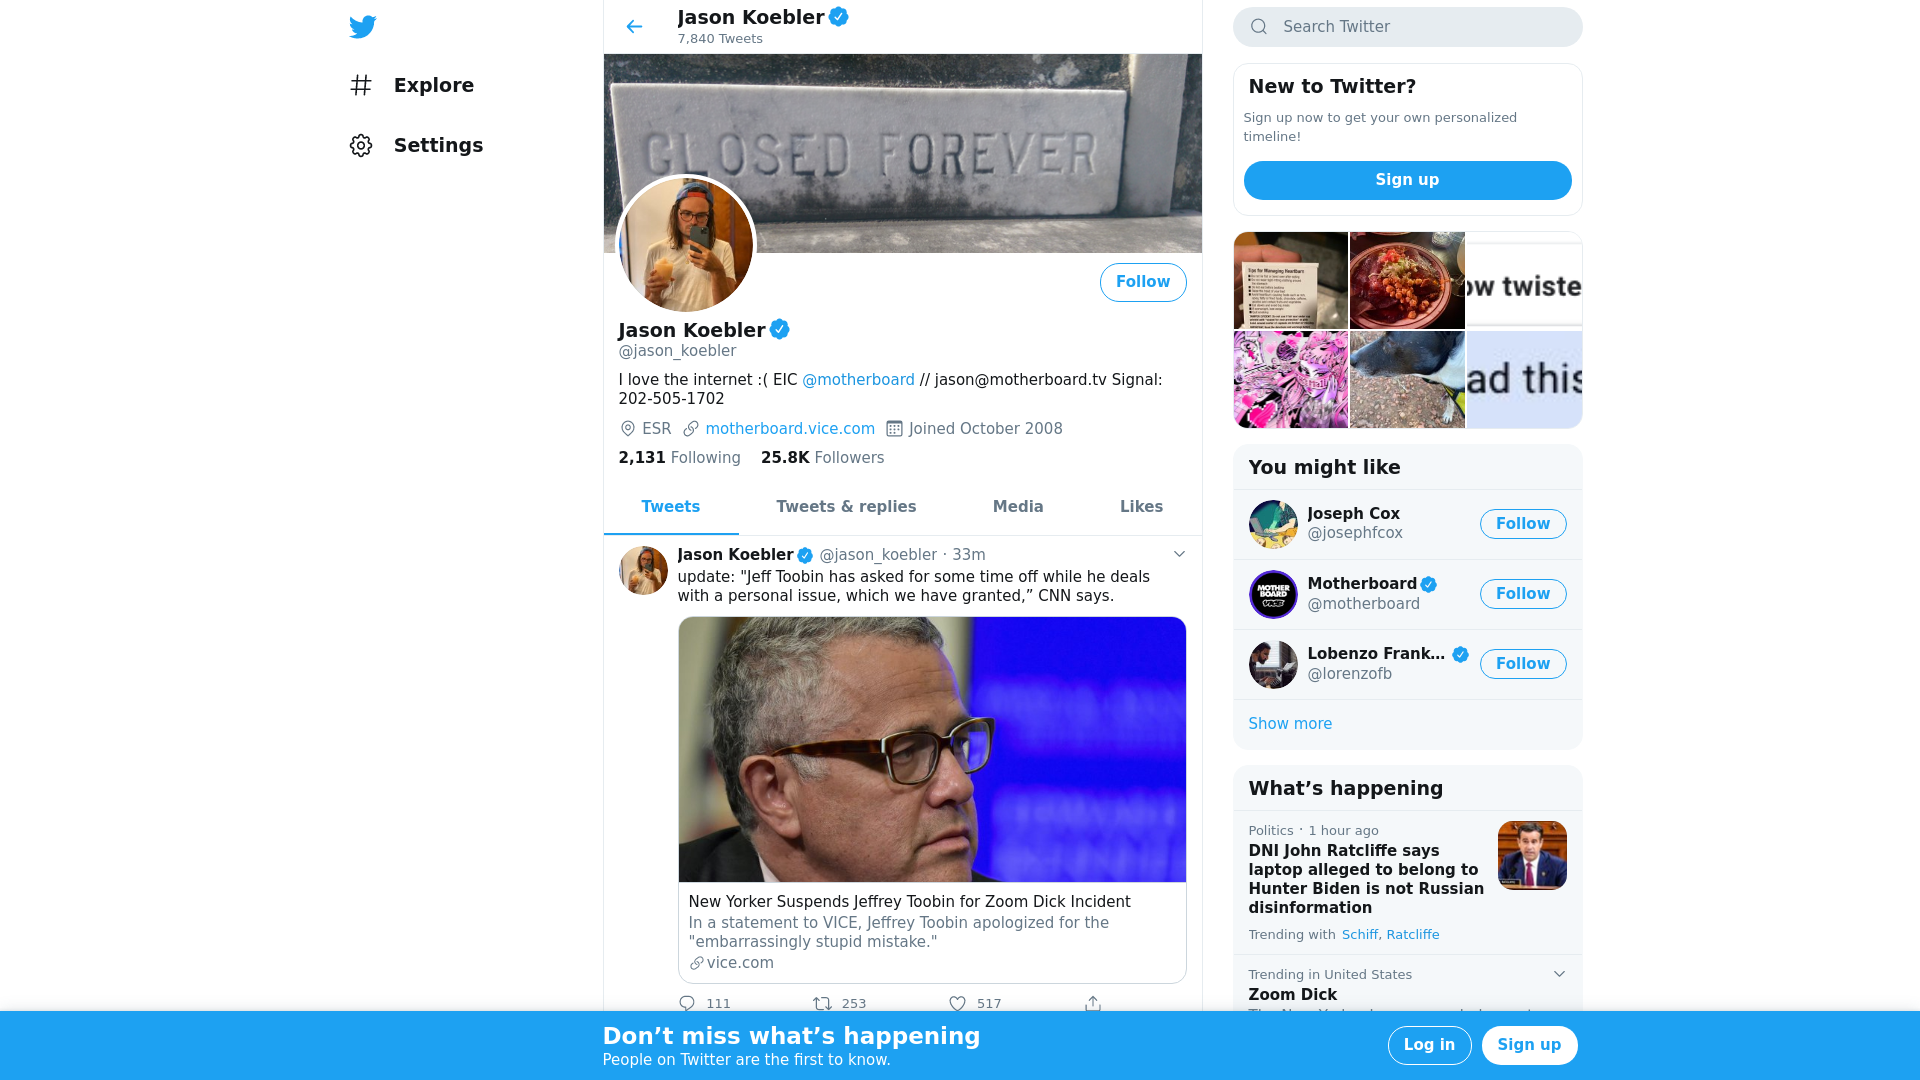 Explore
Settings
Jason Koebler
7,840 Tweets
CLOSED FOREVER
Follow
Jason Koebler
@jason_koebler
I love the internet :( EIC @motherboard // jason@motherboard.tv Signal:
202-505-1702
ESR motherboard.vice.com Joined October 2008
2,131 Following 25.8K Followers
Tweets Tweets & replies Media Likes
Jason Koebler @jason_koebler · 33m
update: "Jeff Toobin has asked for some time off while he deals
with a personal issue, which we have granted,” CNN says.
New Yorker Suspends Jeffrey Toobin for Zoom Dick Incident
In a statement to VICE, Jeffrey Toobin apologized for the
"embarrassingly stupid mistake."
vice.com
111 253 517
Search Twitter
New to Twitter?
Sign up now to get your own personalized
timeline!
Sign up
Tips for Managing Heartburn
ow twiste
ad this
You might like
Joseph Cox
@josephfcox
Follow
MOTHER
BOARD
VICE
Motherboard
@motherboard
Follow
Lobenzo Frank...
@lorenzofb
Follow
Show more
What’s happening
Politics · 1 hour ago
DNI John Ratcliffe says
laptop alleged to belong to
Hunter Biden is not Russian
disinformation
Trending with Schiff, Ratcliffe
Trending in United States
Zoom Dick
Don’t miss what’s happening
People on Twitter are the first to know.
Log in
Sign up